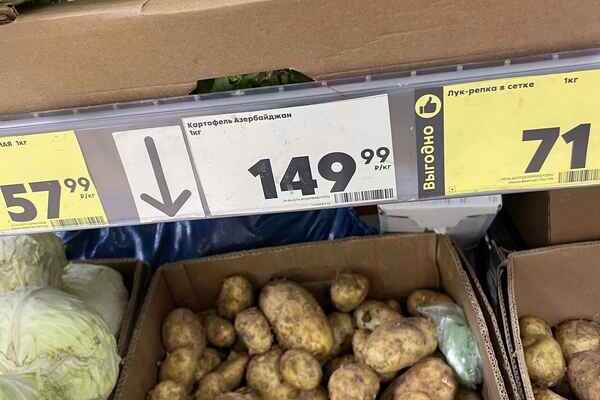 1кг
57 99
₽/кг
Картофель Азербайджан
1кг
149 99
₽/кг
Выгодно
Лук-репка в сетке 1кг
71